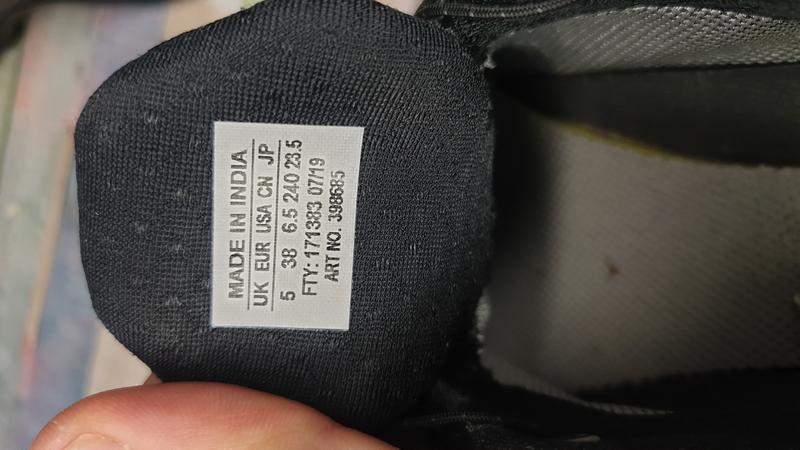 MADE IN INDIA
UK EUR USA CN JP
5 38 6.5 240 23.5
FTY: 171383 07/19
ART NO. 398685